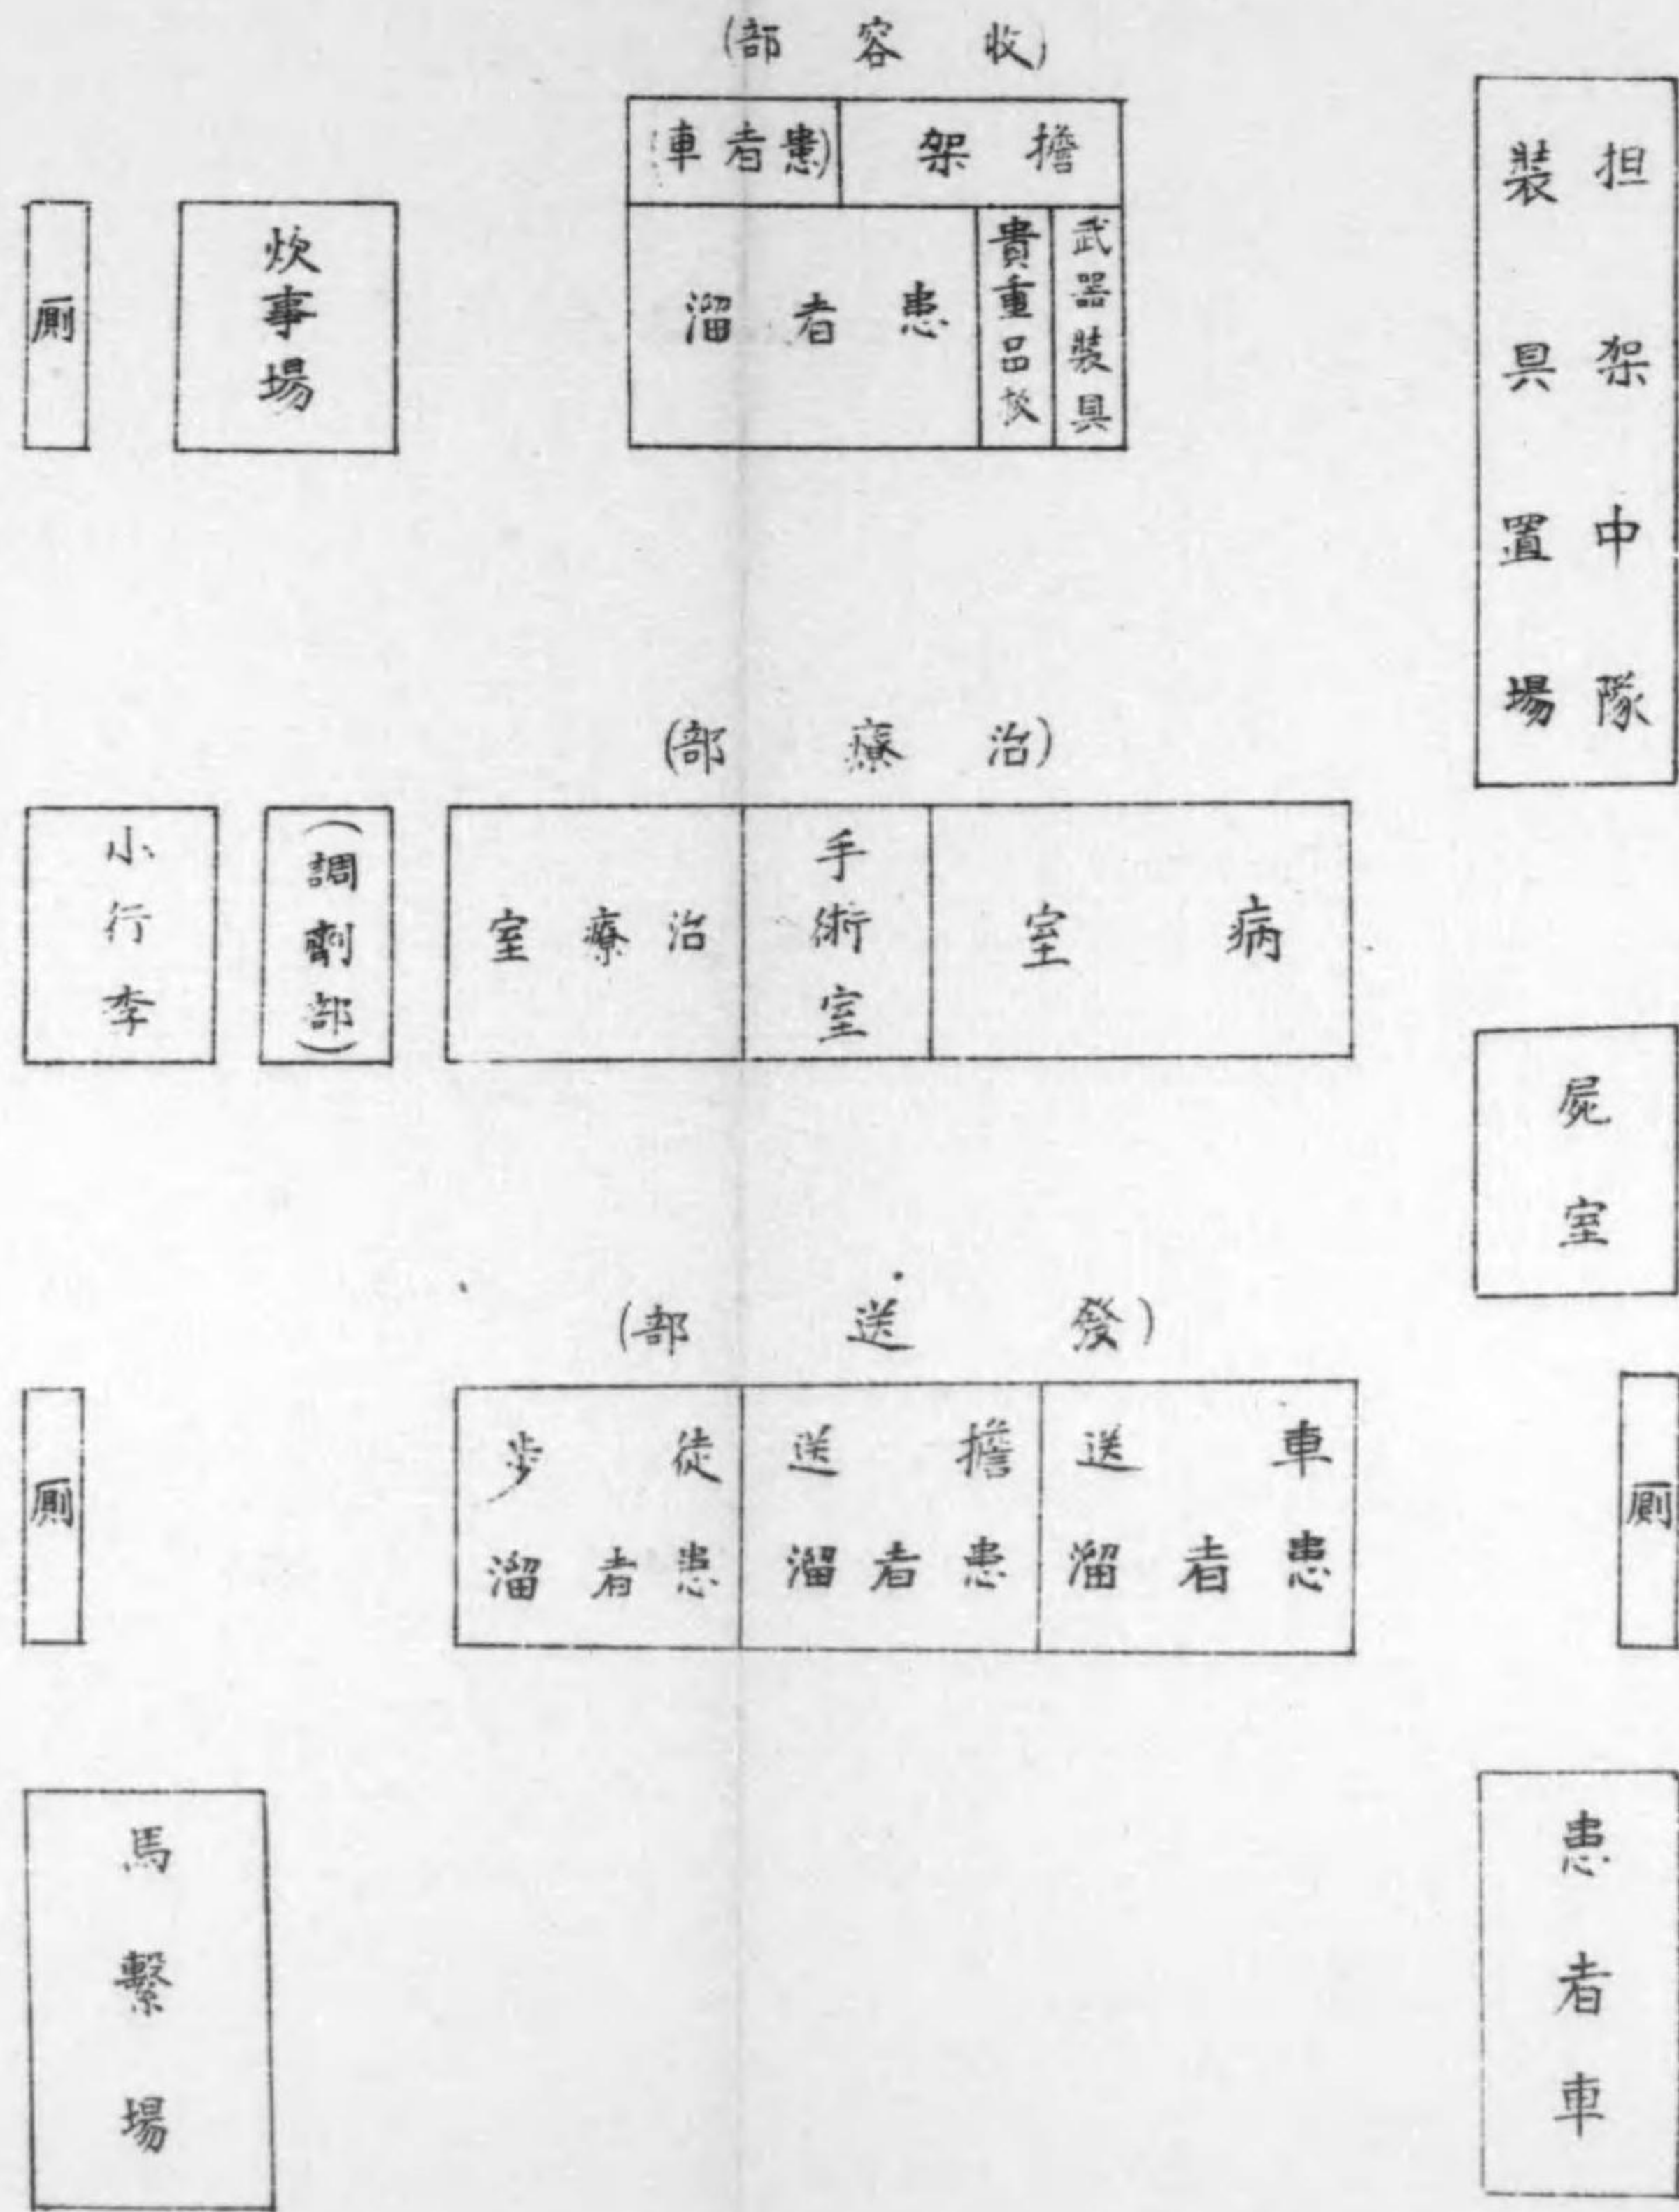 (收容部)
擔架
(患者車)
武器裝具
貴重品
患者溜
炊事場
厠
担架中隊
裝具置場
(治療部)
病室
手術室
治療室
(調劑部)
小行李
屍室
(發送部)
車送
患者溜
擔送
患者溜
徒步
患者溜
厠
厠
患者車
馬繫場